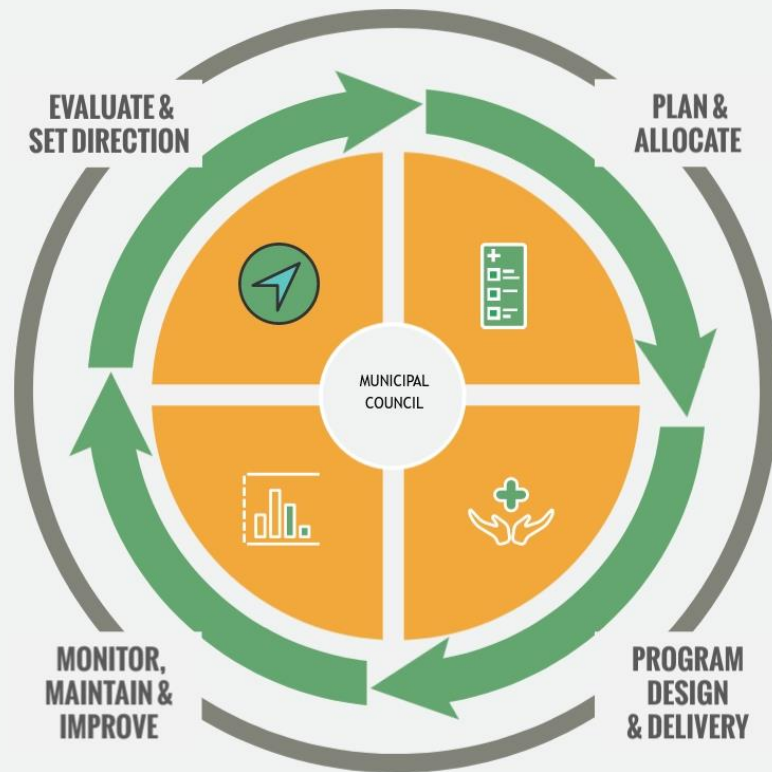 EVALUATE &
SET DIRECTION
PLAN &
ALLOCATE
MUNICIPAL
COUNCIL
MONITOR,
MAINTAIN &
IMPROVE
PROGRAM
DESIGN
& DELIVERY